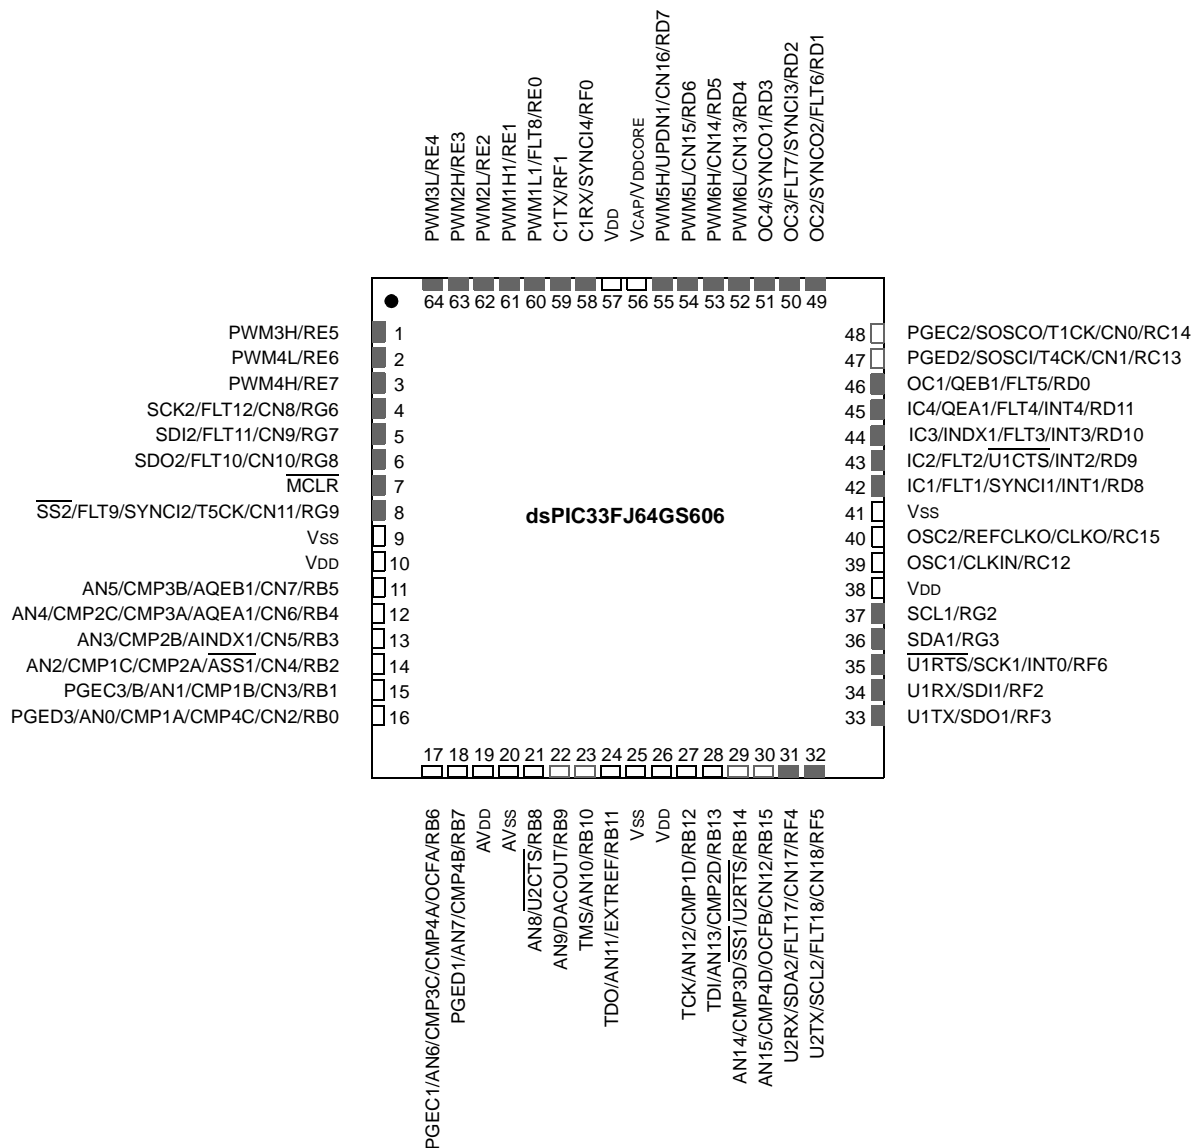 PWM3L/RE4
PWM2H/RE3
PWM2L/RE2
PWM1H1/RE1
PWM1L1/FLT8/RE0
C1TX/RF1
C1RX/SYNCI4/RF0
VDD
VCAP/VDDCORE
PWM5H/UPDN1/CN16/RD7
PWM5L/CN15/RD6
PWM6H/CN14/RD5
PWM6L/CN13/RD4
OC4/SYNCO1/RD3
OC3/FLT7/SYNCI3/RD2
OC2/SYNCO2/FLT6/RD1
64 63 62 61 60 59 58 57 56 55 54 53 52 51 50 49
PWM3H/RE5 1
PWM4L/RE6 2
PWM4H/RE7 3
SCK2/FLT12/CN8/RG6 4
SDI2/FLT11/CN9/RG7 5
SDO2/FLT10/CN10/RG8 6
MCLR 7
SS2/FLT9/SYNCI2/T5CK/CN11/RG9 8
VSS 9
VDD 10
AN5/CMP3B/AQEB1/CN7/RB5 11
AN4/CMP2C/CMP3A/AQEA1/CN6/RB4 12
AN3/CMP2B/AINDX1/CN5/RB3 13
AN2/CMP1C/CMP2A/ASS1/CN4/RB2 14
PGEC3/B/AN1/CMP1B/CN3/RB1 15
PGED3/AN0/CMP1A/CMP4C/CN2/RB0 16
dsPIC33FJ64GS606
48 PGEC2/SOSCO/T1CK/CN0/RC14
47 PGED2/SOSCI/T4CK/CN1/RC13
46 OC1/QEB1/FLT5/RD0
45 IC4/QEA1/FLT4/INT4/RD11
44 IC3/INDX1/FLT3/INT3/RD10
43 IC2/FLT2/U1CTS/INT2/RD9
42 IC1/FLT1/SYNCI1/INT1/RD8
41 VSS
40 OSC2/REFCLKO/CLKO/RC15
39 OSC1/CLKIN/RC12
38 VDD
37 SCL1/RG2
36 SDA1/RG3
35 U1RTS/SCK1/INT0/RF6
34 U1RX/SDI1/RF2
33 U1TX/SDO1/RF3
17 18 19 20 21 22 23 24 25 26 27 28 29 30 31 32
PGEC1/AN6/CMP3C/CMP4A/OCFA/RB6
PGED1/AN7/CMP4B/RB7
AVDD
AVSS
AN8/U2CTS/RB8
AN9/DACOUT/RB9
TMS/AN10/RB10
TDO/AN11/EXTREF/RB11
VSS
VDD
TCK/AN12/CMP1D/RB12
TDI/AN13/CMP2D/RB13
AN14/CMP3D/SS1/U2RTS/RB14
AN15/CMP4D/OCFB/CN12/RB15
U2RX/SDA2/FLT17/CN17/RF4
U2TX/SCL2/FLT18/CN18/RF5